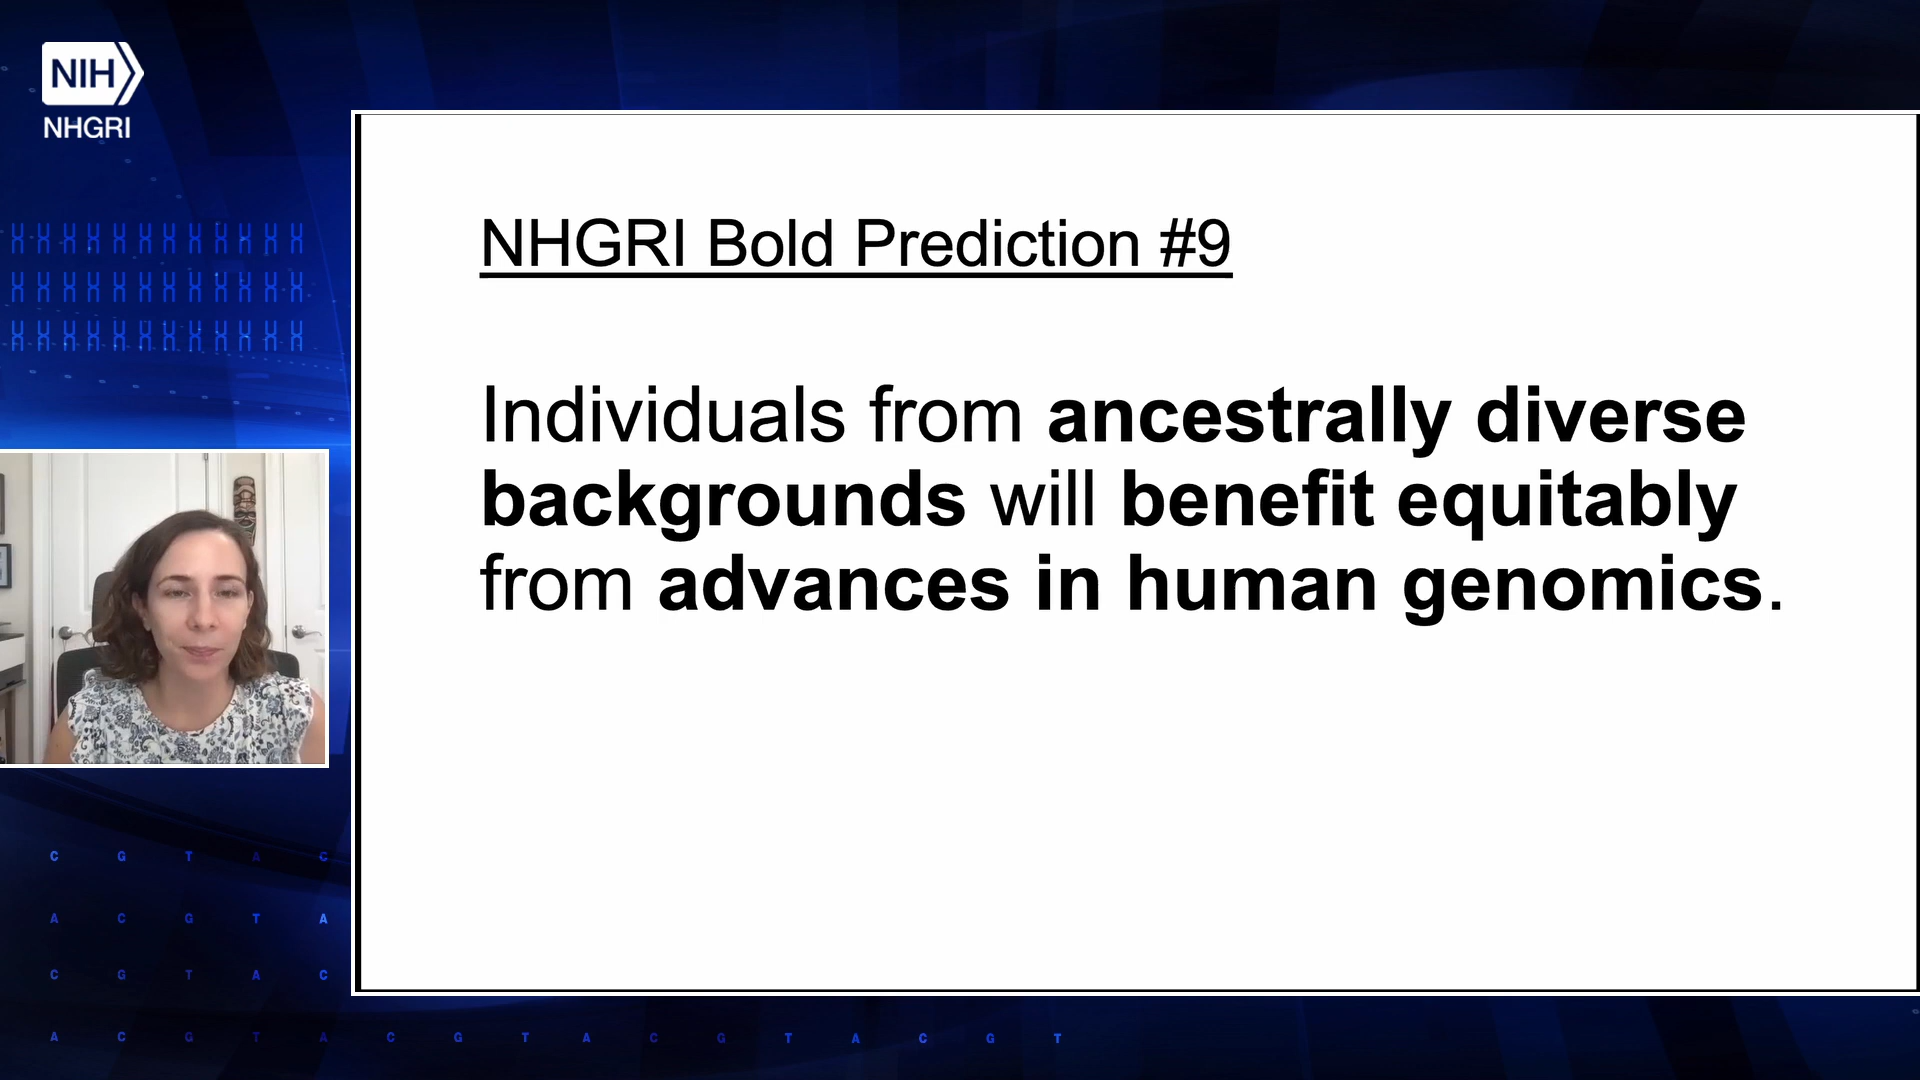 NIH
NHGRI
NHGRI Bold Prediction #9
Individuals from ancestrally diverse
backgrounds will benefit equitably
from advances in human genomics.
C G T A C
A C G T A
C G T A C
A C G T A C G T A C G T A C G T